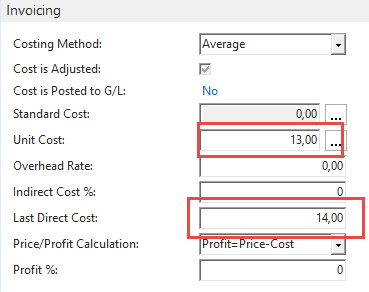 Invoicing
Costing Method: Average
Cost is Adjusted:
Cost is Posted to G/L: No
Standard Cost: 0,00 ...
Unit Cost: 13,00 ...
Overhead Rate: 0,00
Indirect Cost %: 0
Last Direct Cost: 14,00
Price/Profit Calculation: Profit=Price-Cost
Profit %: 0